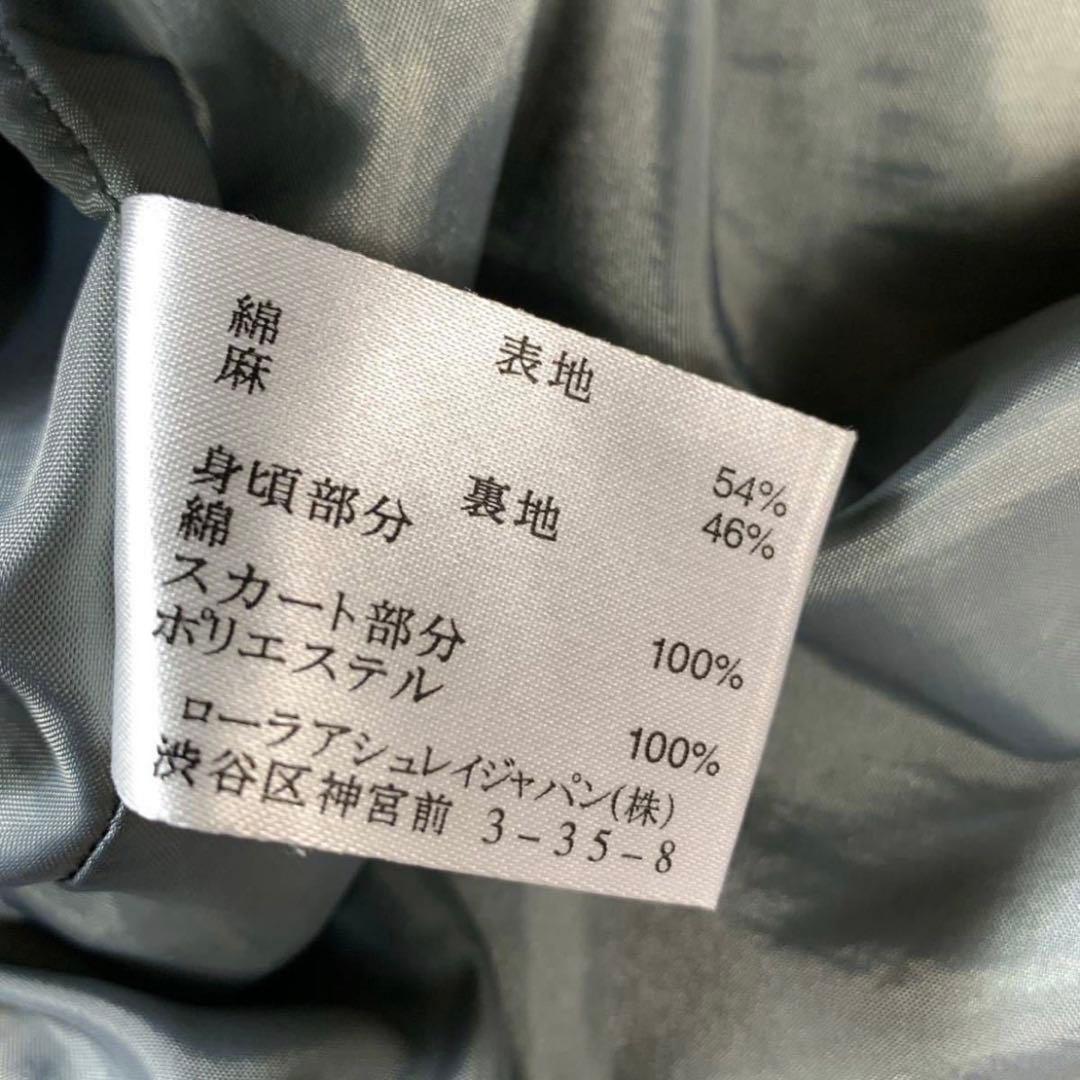 表地
綿 54%
麻 46%
裏地
身頃部分
綿 100%
スカート部分
ポリエステル 100%
ローラアシュレイジャパン(株)
渋谷区神宮前 3-35-8